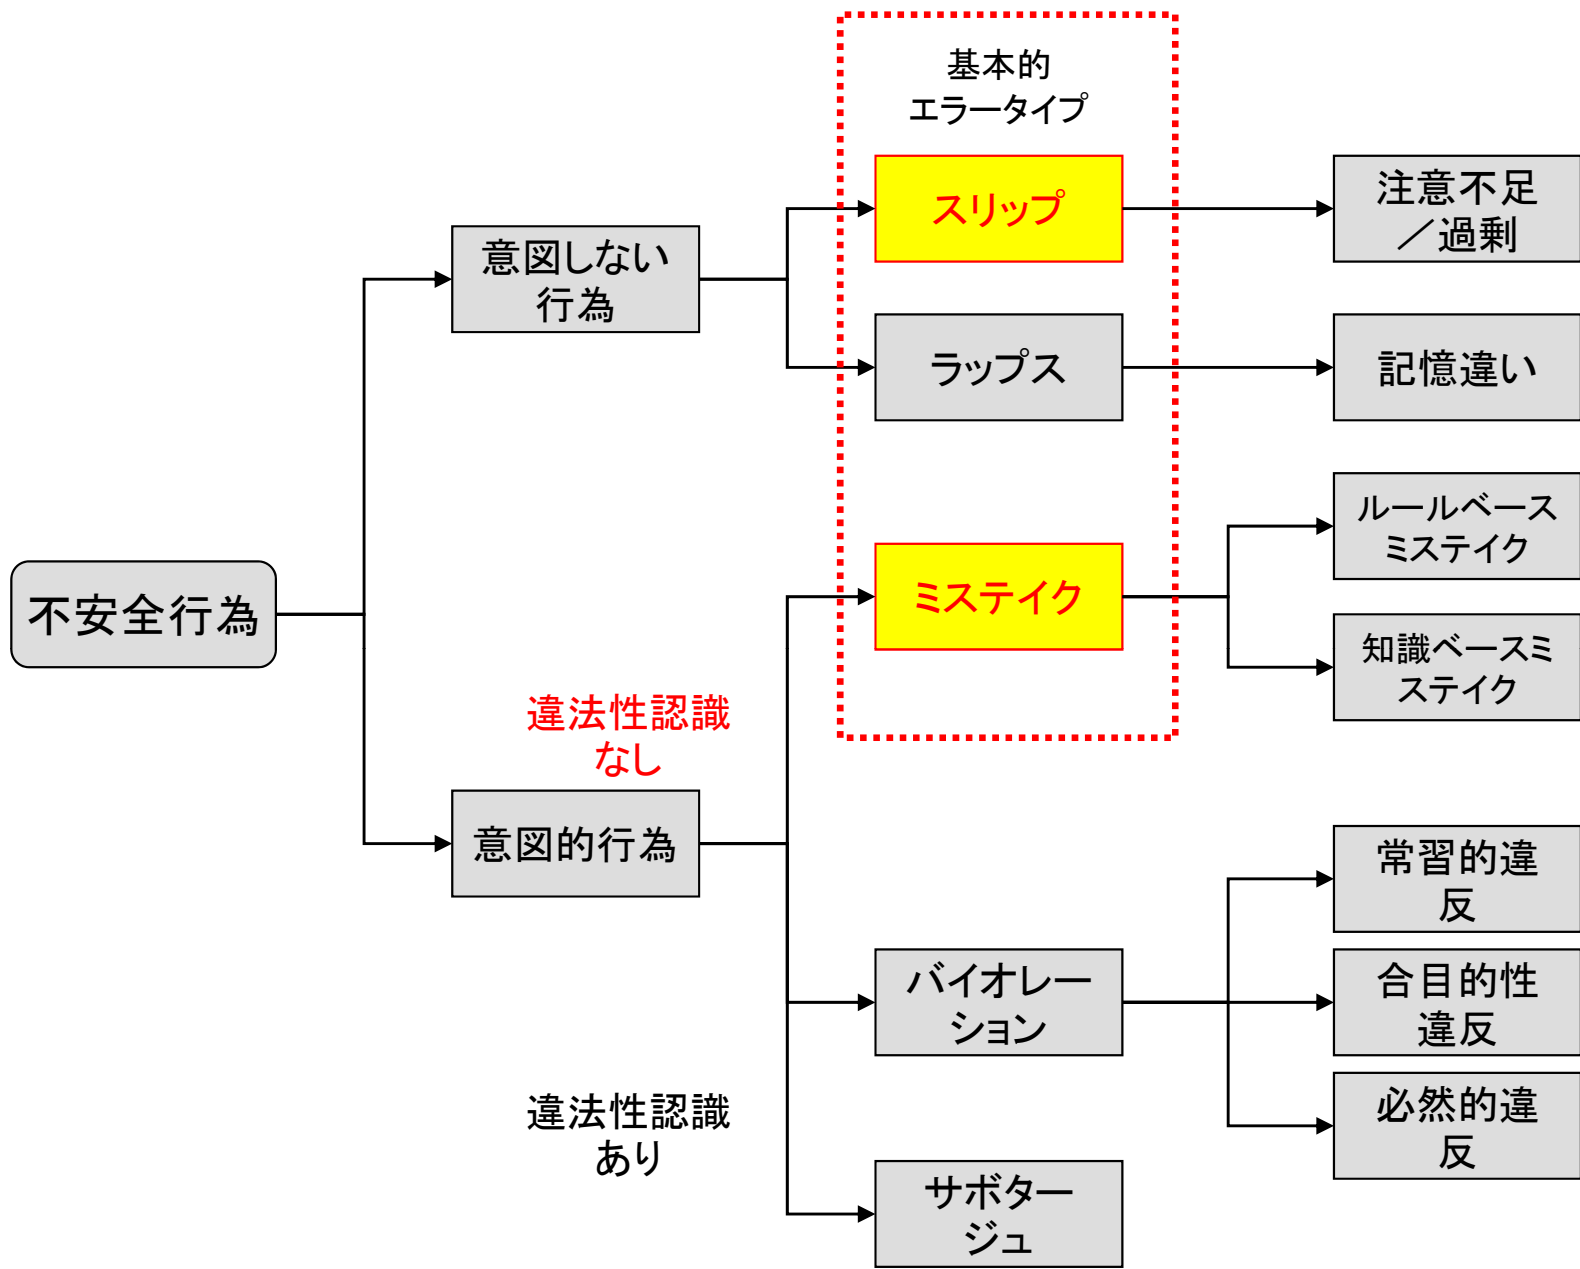 基本的
エラータイプ
スリップ
注意不足
／過剰
意図しない
行為
ラップス
記憶違い
ルールベース
ミステイク
不安全行為
ミステイク
知識ベースミ
ステイク
違法性認識
なし
意図的行為
常習的違
反
バイオレー
ション
合目的性
違反
違法性認識
あり
必然的違
反
サボター
ジュ